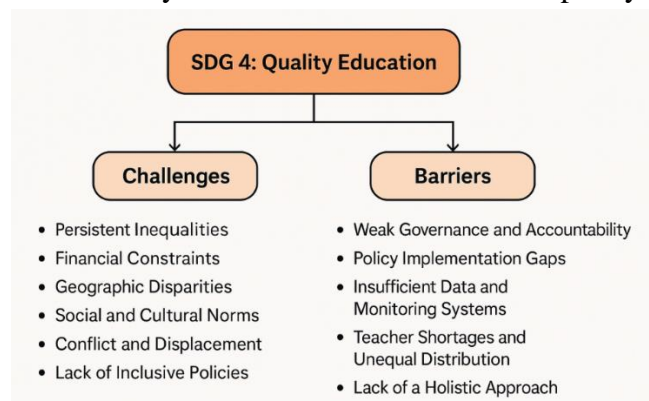 SDG 4: Quality Education
Challenges
• Persistent Inequalities
• Financial Constraints
• Geographic Disparities
• Social and Cultural Norms
• Conflict and Displacement
• Lack of Inclusive Policies
Barriers
• Weak Governance and Accountability
• Policy Implementation Gaps
• Insufficient Data and
Monitoring Systems
• Teacher Shortages and
Unequal Distribution
• Lack of a Holistic Approach